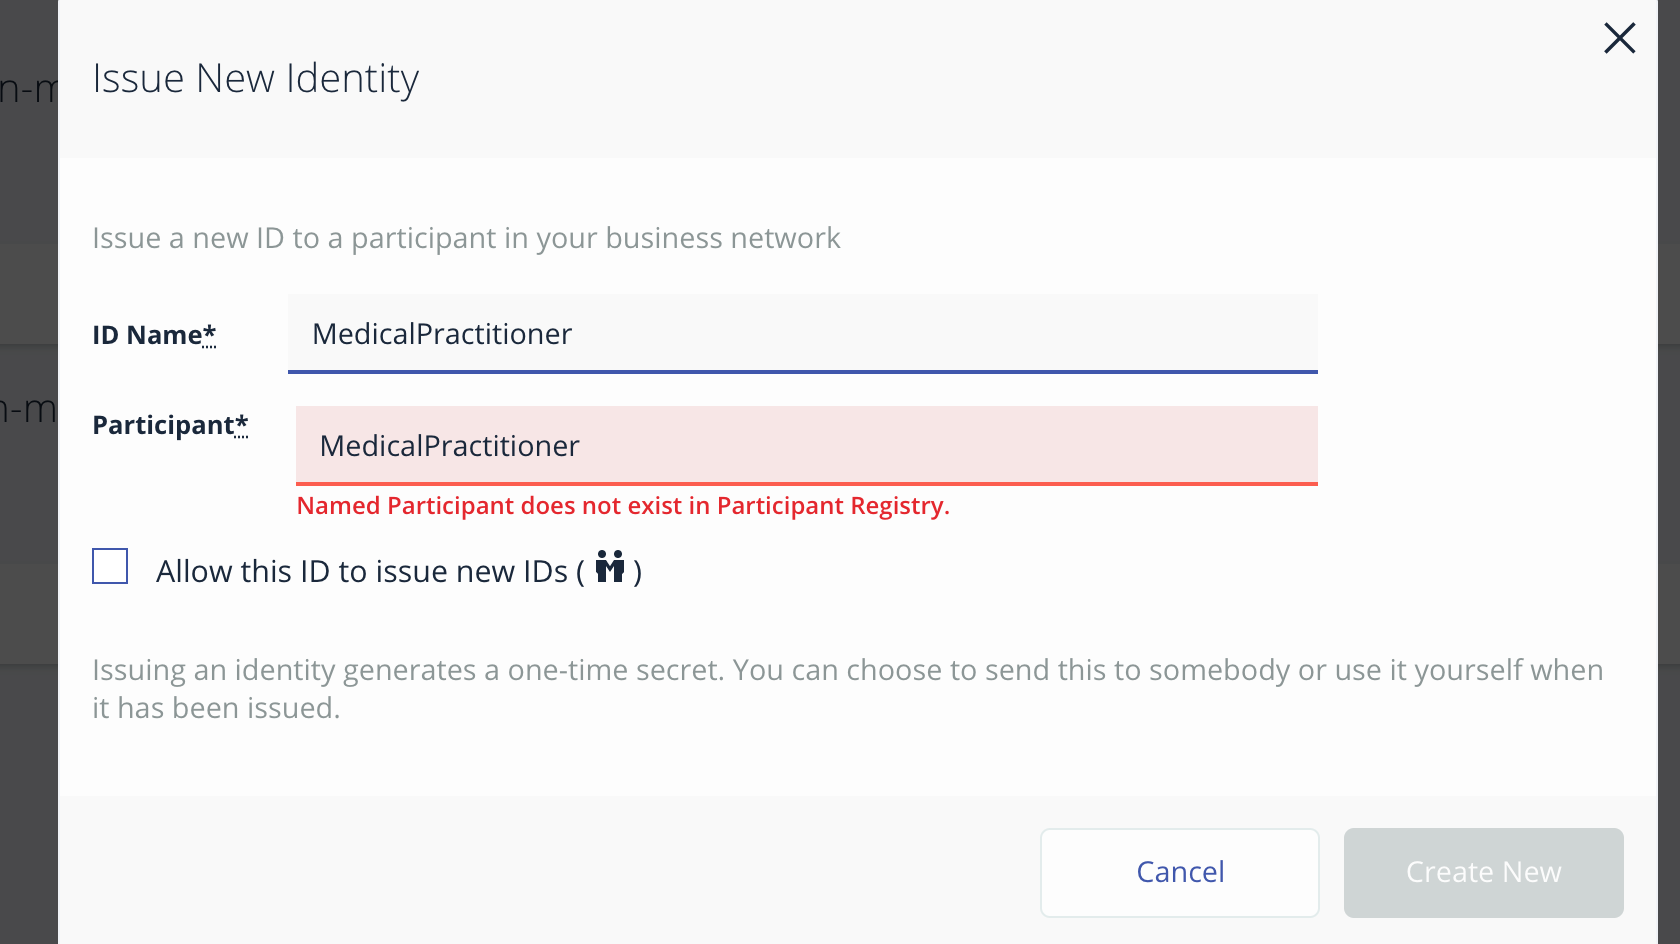 Issue New Identity
n-m
Issue a new ID to a participant in your business network
ID Name*
MedicalPractitioner
n-m
Participant*
MedicalPractitioner
Named Participant does not exist in Participant Registry.
Allow this ID to issue new IDs ( )
Issuing an identity generates a one-time secret. You can choose to send this to somebody or use it yourself when
it has been issued.
Cancel
Create New